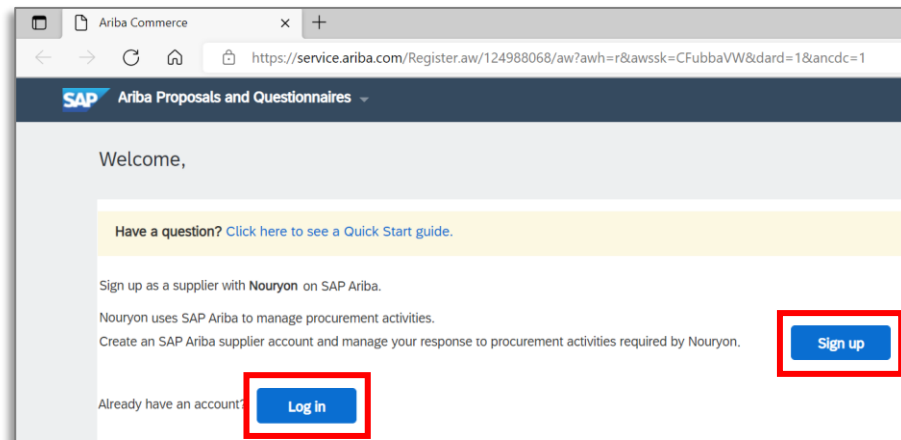 Ariba Commerce
https://service.ariba.com/Register.aw/124988068/aw?awh=r&awssk=CFubbaVW&dard=1&ancdc=1
SAP Ariba Proposals and Questionnaires
Welcome,
Have a question? Click here to see a Quick Start guide.
Sign up as a supplier with Nouryon on SAP Ariba.
Nouryon uses SAP Ariba to manage procurement activities.
Create an SAP Ariba supplier account and manage your response to procurement activities required by Nouryon.
Sign up
Already have an account?
Log in